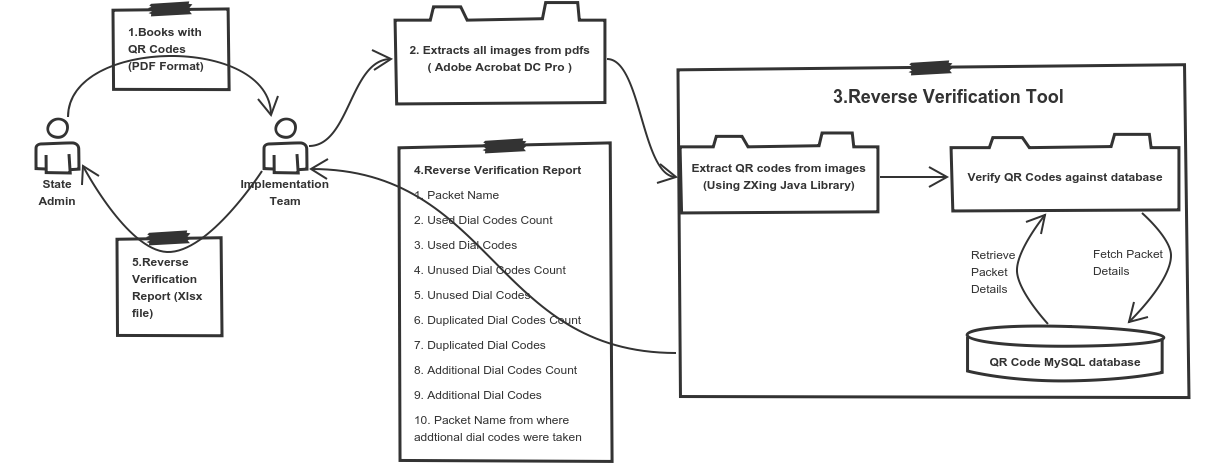 1.Books with
QR Codes
(PDF Format)
State
Admin
Implementation
Team
5.Reverse
Verification
Report (Xlsx
file)
2. Extracts all images from pdfs
( Adobe Acrobat DC Pro )
4.Reverse Verification Report
1. Packet Name
2. Used Dial Codes Count
3. Used Dial Codes
4. Unused Dial Codes Count
5. Unused Dial Codes
6. Duplicated Dial Codes Count
7. Duplicated Dial Codes
8. Additional Dial Codes Count
9. Additional Dial Codes
10. Packet Name from where
addtional dial codes were taken
3.Reverse Verification Tool
Extract QR codes from images
(Using ZXing Java Library)
Verify QR Codes against database
Retrieve
Packet
Details
Fetch Packet
Details
QR Code MySQL database